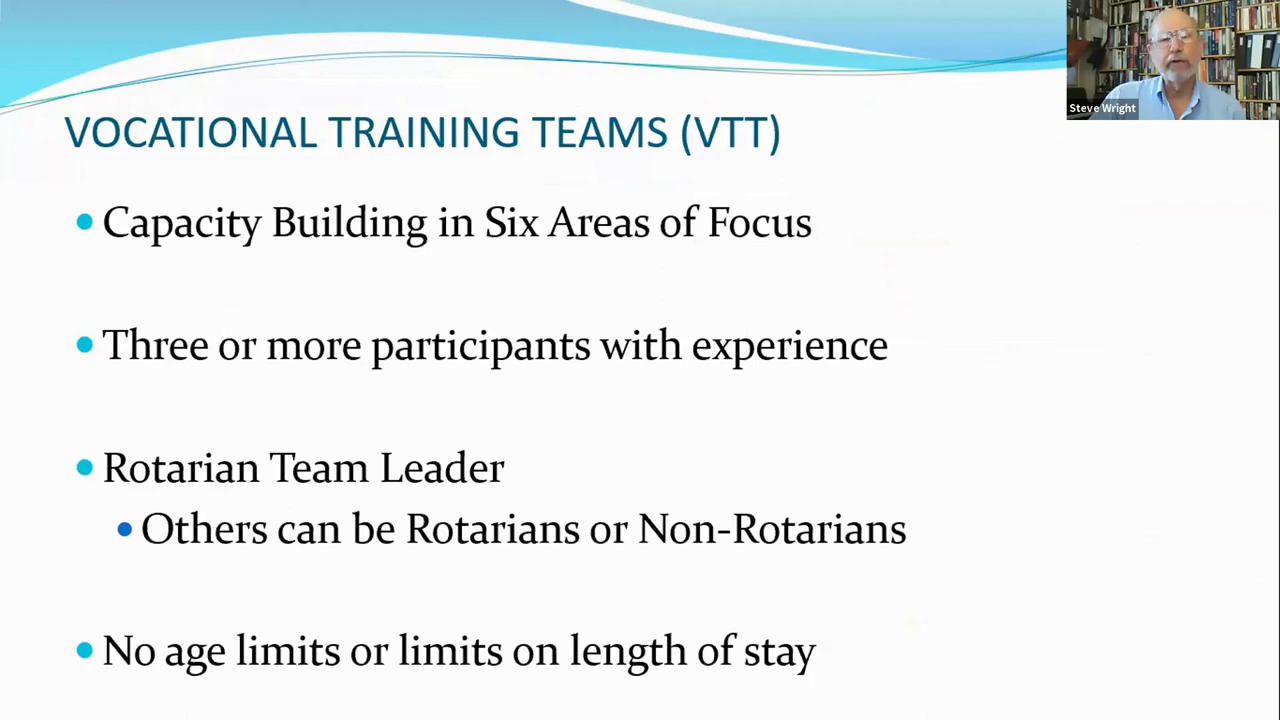 Steve Wright
VOCATIONAL TRAINING TEAMS (VTT)
Capacity Building in Six Areas of Focus
Three or more participants with experience
Rotarian Team Leader
Others can be Rotarians or Non-Rotarians
No age limits or limits on length of stay